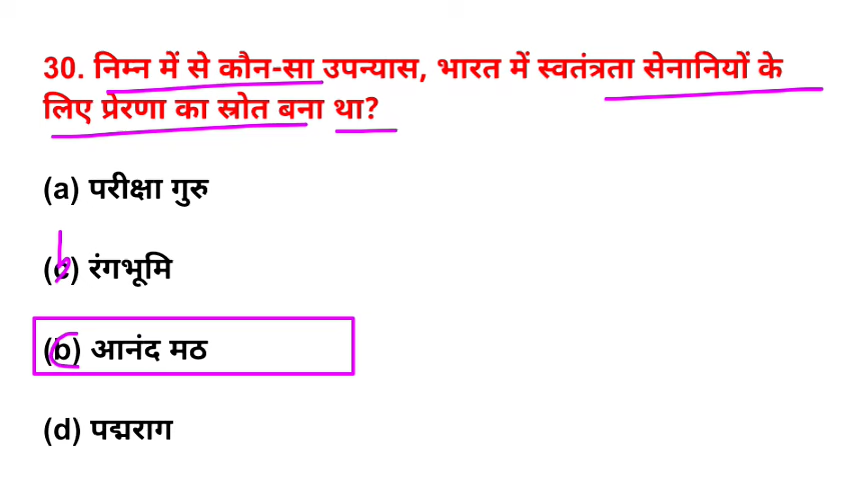 30. निम्न में से कौन-सा उपन्यास, भारत में स्वतंत्रता सेनानियों के
लिए प्रेरणा का स्रोत बना था?
(a) परीक्षा गुरु
(c) रंगभूमि
(b) आनंद मठ
(d) पद्मराग